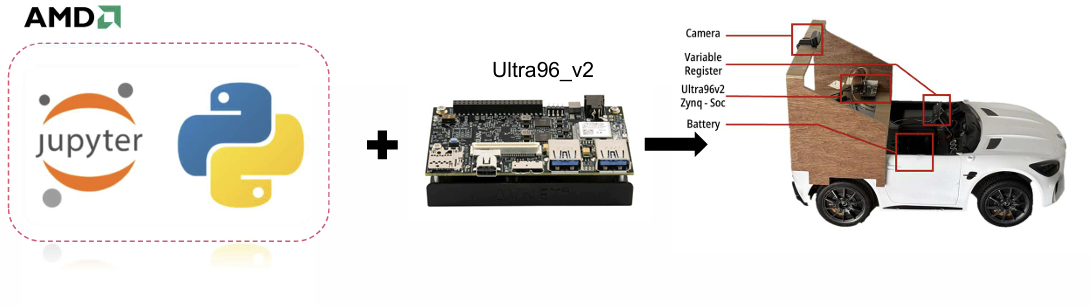 AMD
jupyter
Ultra96_v2
Camera
Variable
Register
Ultra96v2
Zynq - Soc
Battery